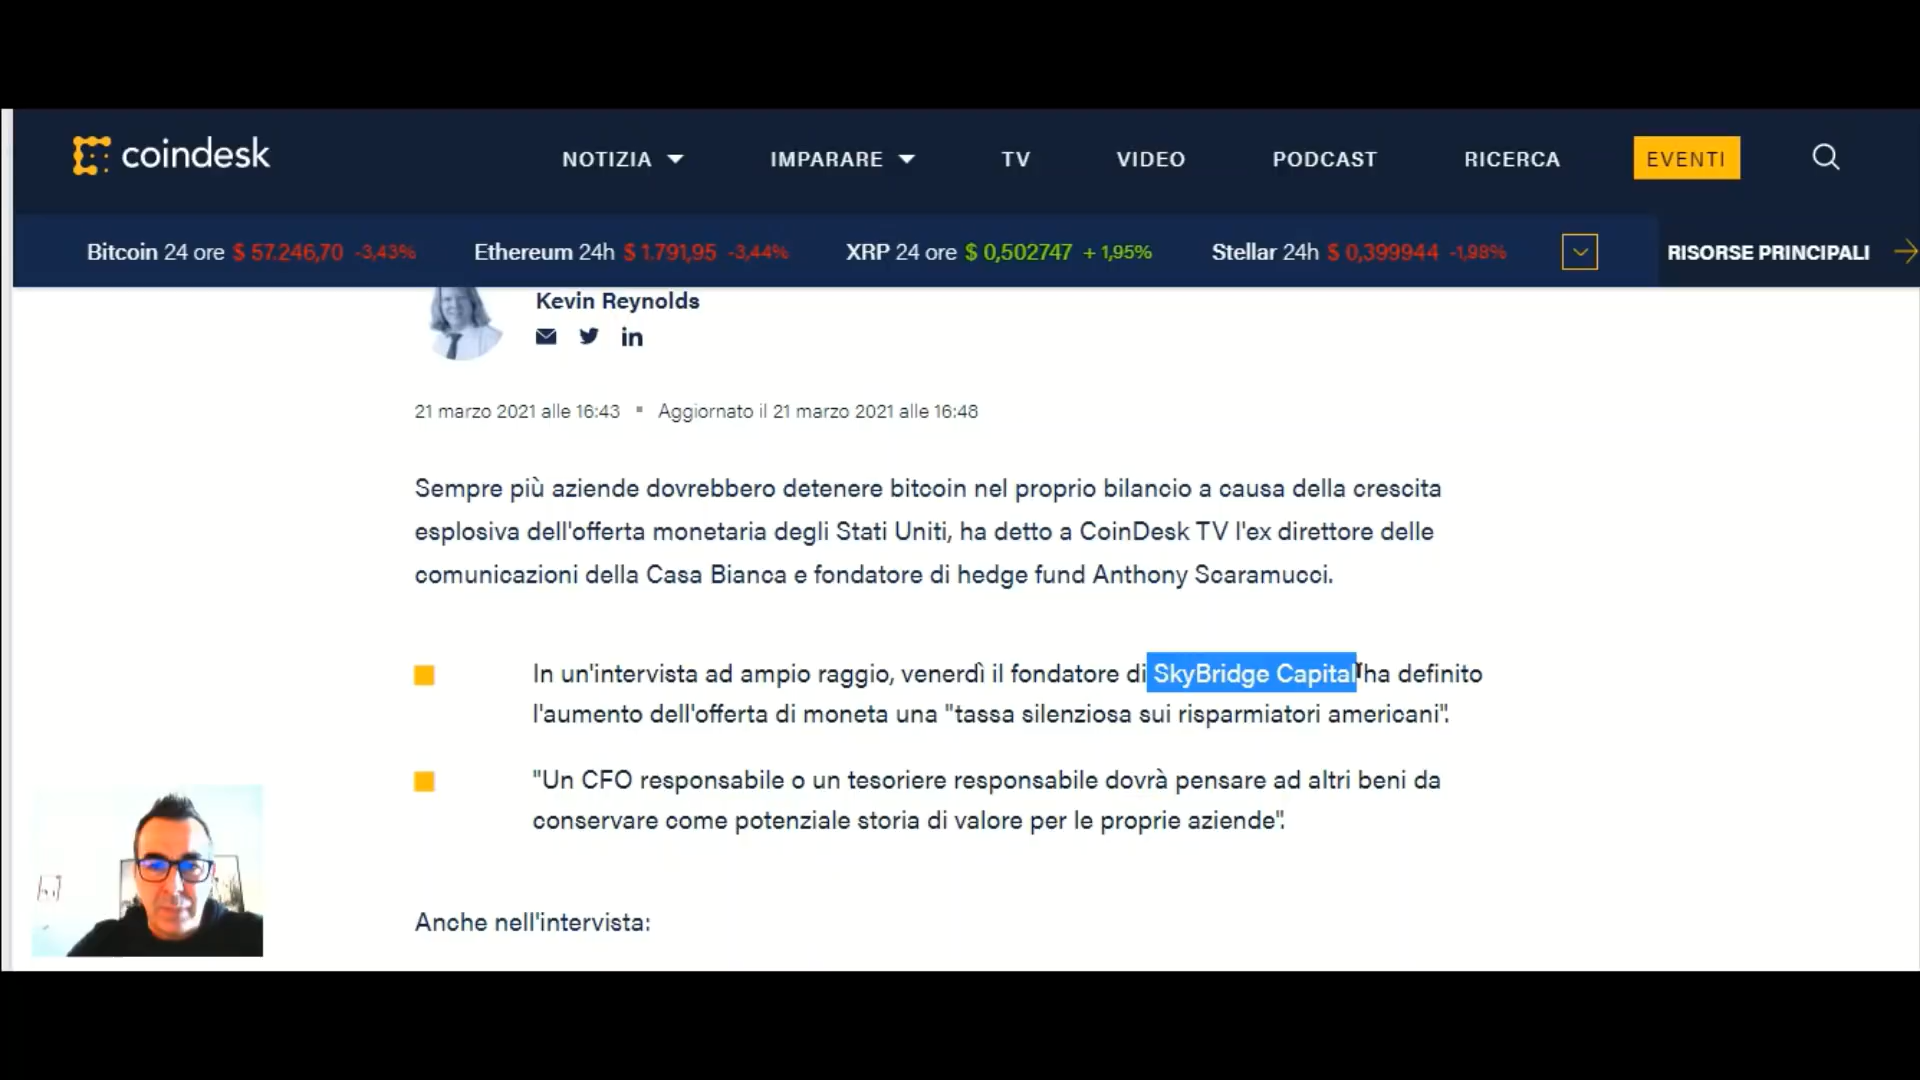 coindesk
NOTIZIA IMPARARE TV VIDEO PODCAST RICERCA EVENTI
Bitcoin 24 ore $ 57.246,70 -3,43% Ethereum 24h $ 1.791,95 -3,44% XRP 24 ore $ 0,502747 + 1,95% Stellar 24h $ 0,399944 -1,98% RISORSE PRINCIPALI
Kevin Reynolds
21 marzo 2021 alle 16:43 ▪ Aggiornato il 21 marzo 2021 alle 16:48
Sempre più aziende dovrebbero detenere bitcoin nel proprio bilancio a causa della crescita
esplosiva dell'offerta monetaria degli Stati Uniti, ha detto a CoinDesk TV l'ex direttore delle
comunicazioni della Casa Bianca e fondatore di hedge fund Anthony Scaramucci.
In un'intervista ad ampio raggio, venerdì il fondatore di SkyBridge Capital ha definito
l'aumento dell'offerta di moneta una "tassa silenziosa sui risparmiatori americani".
"Un CFO responsabile o un tesoriere responsabile dovrà pensare ad altri beni da
conservare come potenziale storia di valore per le proprie aziende".
Anche nell'intervista: